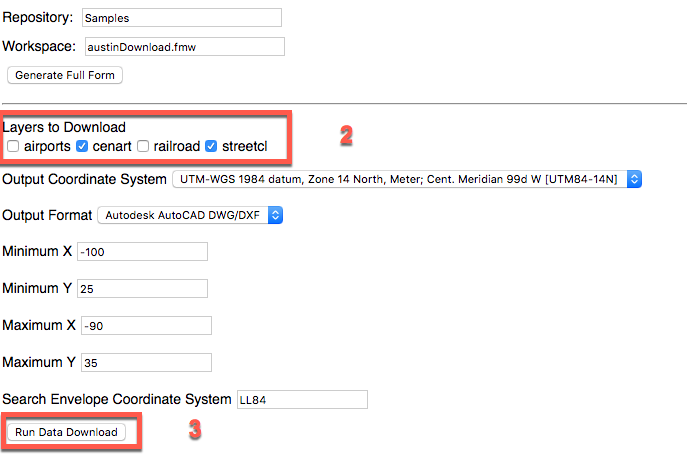 Repository: Samples
Workspace: austinDownload.fmw
Generate Full Form
Layers to Download
2
airports cenart railroad streetcl
Output Coordinate System UTM-WGS 1984 datum, Zone 14 North, Meter; Cent. Meridian 99d W [UTM84-14N]
Output Format Autodesk AutoCAD DWG/DXF
Minimum X -100
Minimum Y 25
Maximum X -90
Maximum Y 35
Search Envelope Coordinate System LL84
Run Data Download 3